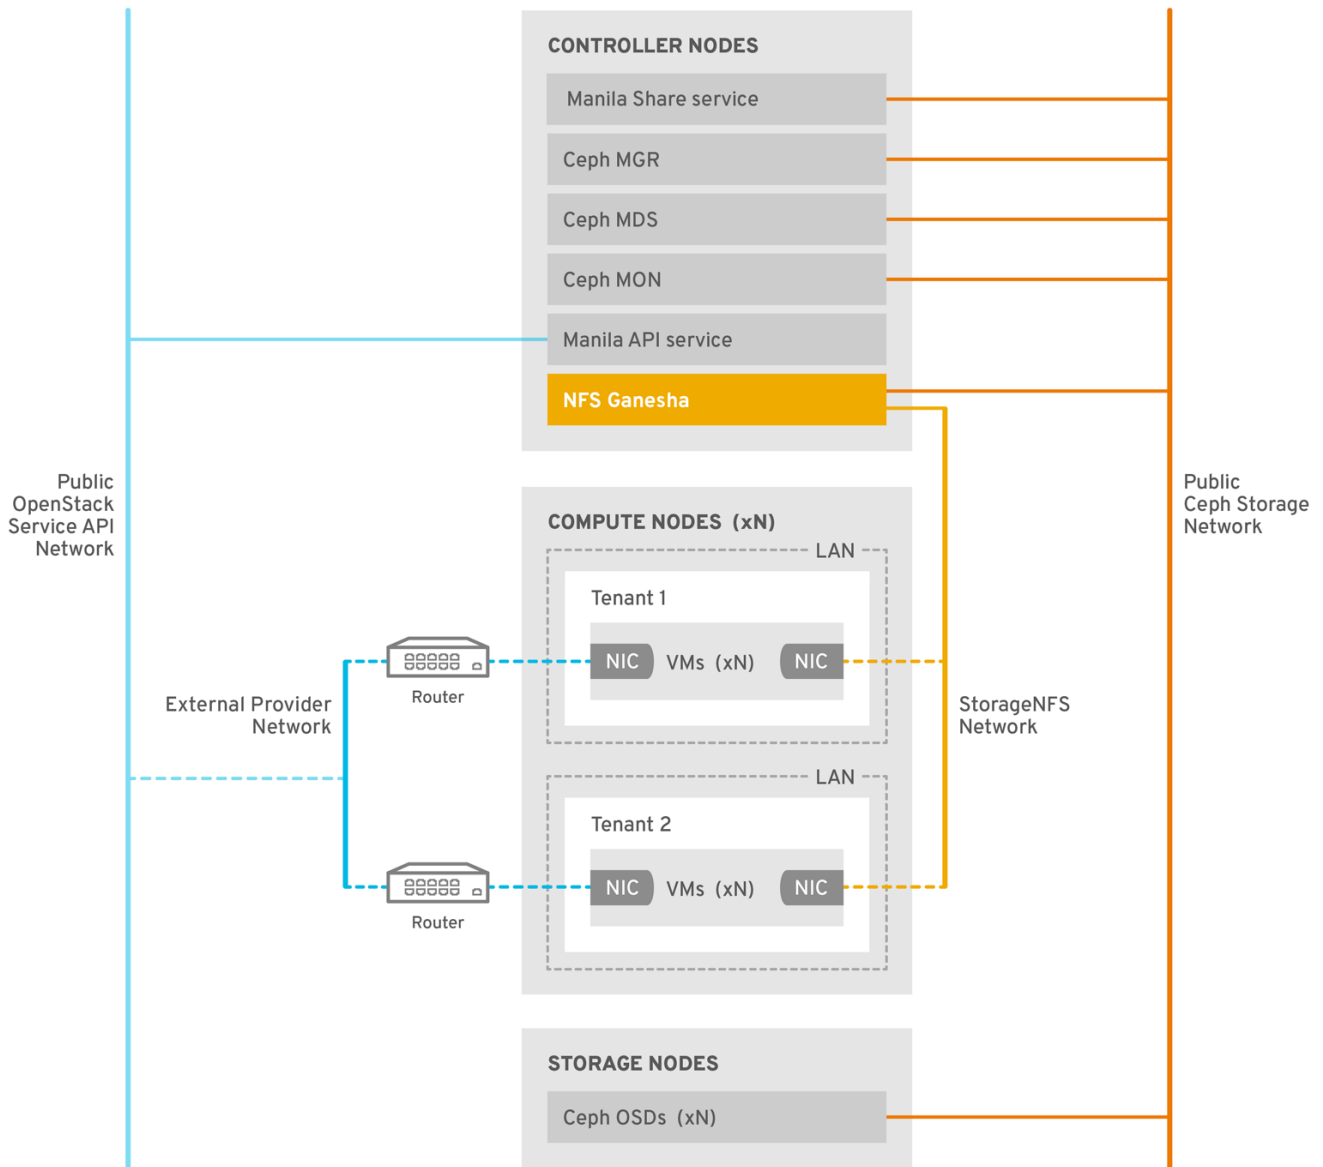 CONTROLLER NODES
Manila Share service
Ceph MGR
Ceph MDS
Ceph MON
Manila API service
NFS Ganesha
Public
OpenStack
Service API
Network
Public
Ceph Storage
Network
COMPUTE NODES (xN)
LAN
Tenant 1
NIC VMs (xN) NIC
Router
External Provider
Network
StorageNFS
Network
LAN
Tenant 2
NIC VMs (xN) NIC
Router
STORAGE NODES
Ceph OSDs (xN)